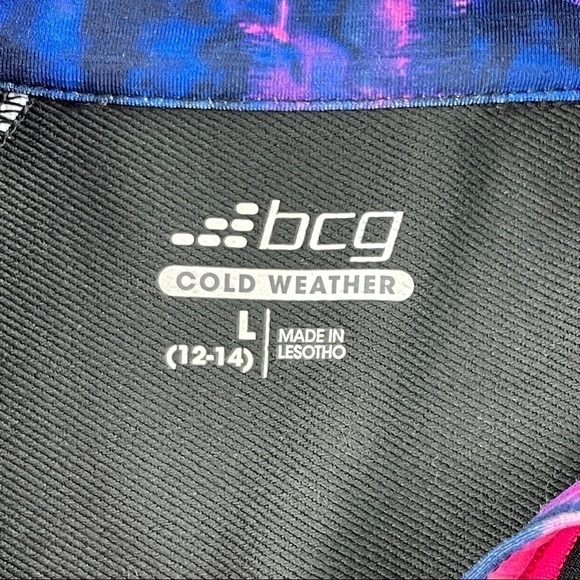 bcg
COLD WEATHER
L
(12-14)
MADE IN
LESOTHO